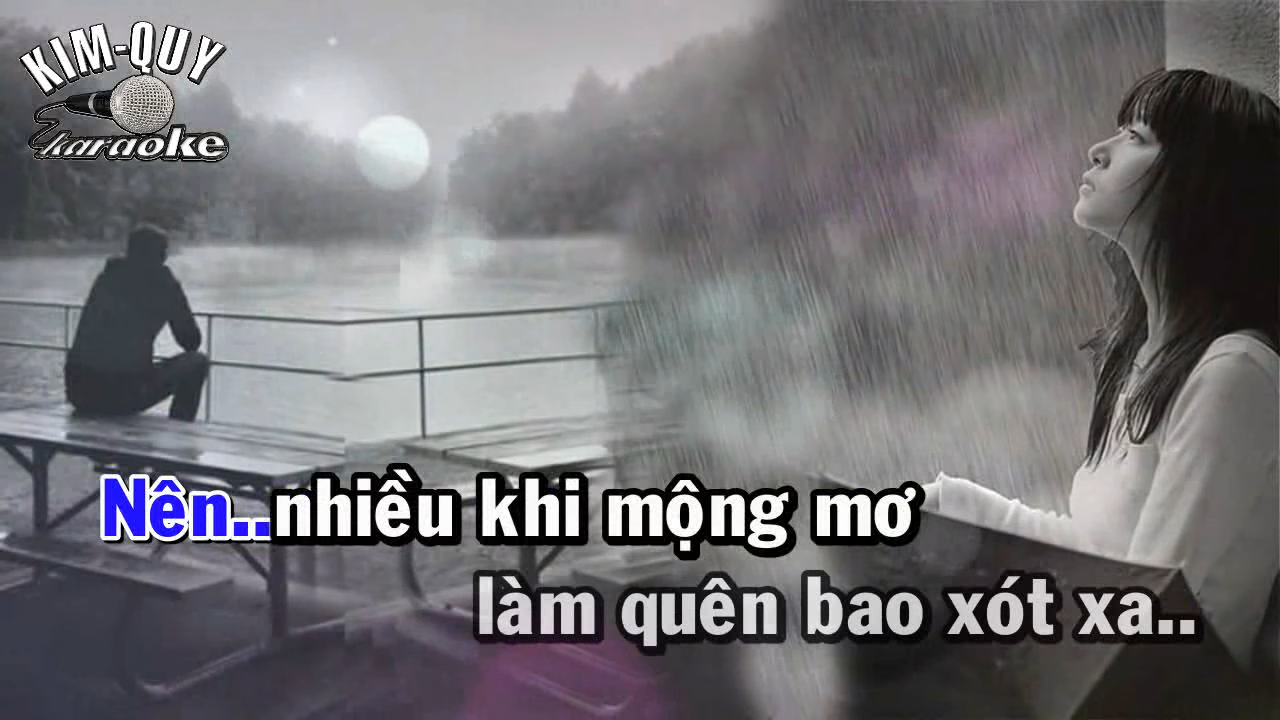 KIM-QUY
karaoke
Nên..nhiều khi mộng mơ
làm quên bao xót xa..